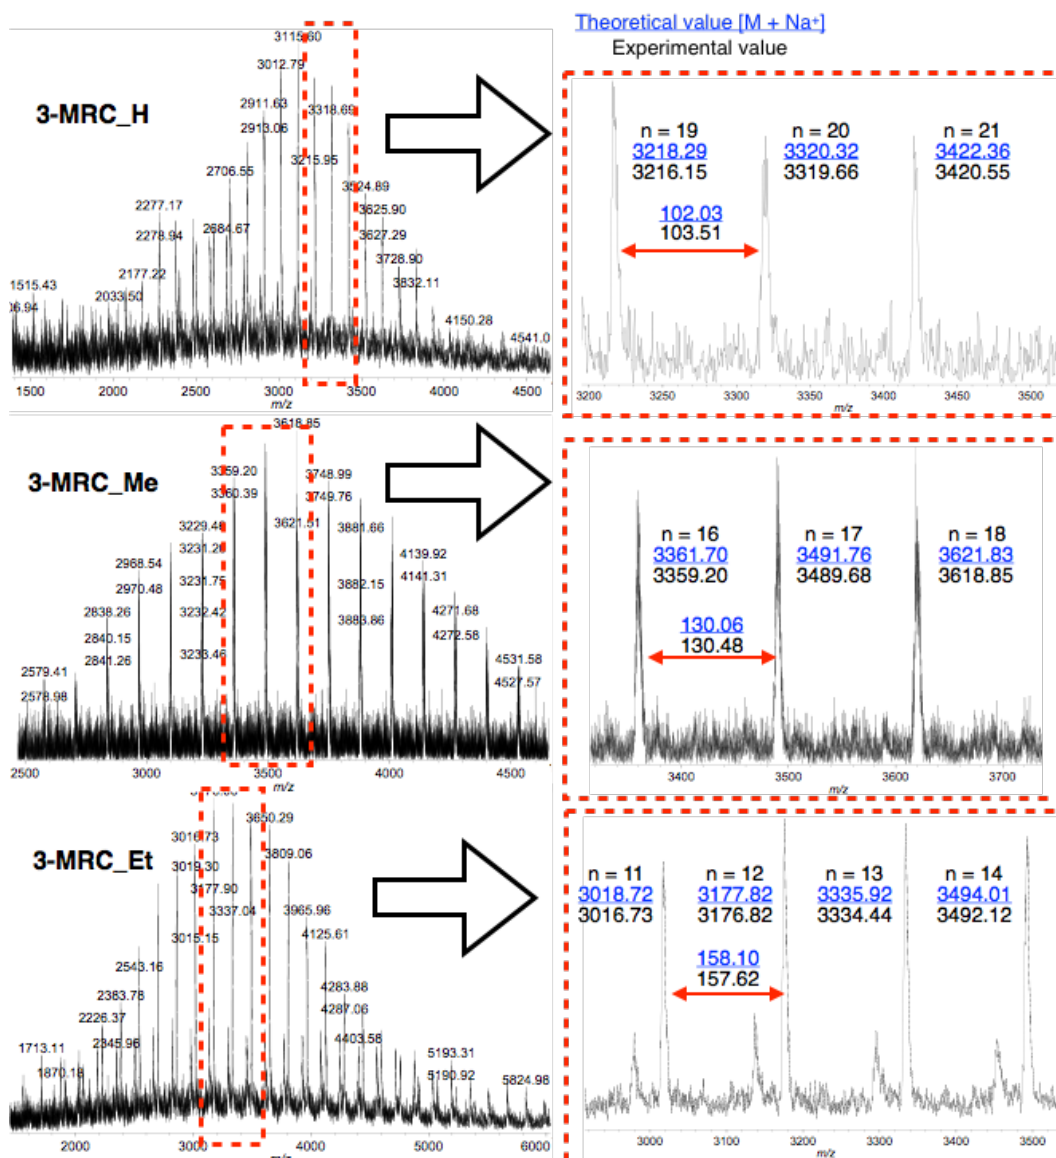 Theoretical value [M + Na+]
Experimental value
3-MRC_H
3115.60
3012.79
2911.63
2913.06
3318.69
3215.95
2706.55
3524.89
2277.17
3625.90
2278.94
2684.67
3627.29
2177.22
3728.90
1515.43
2033.50
3832.11
4150.28
4541.0
1500 2000 2500 3000 3500 4000 4500
m/z
n = 19 n = 20 n = 21
3218.29 3320.32 3422.36
3216.15 3319.66 3420.55
102.03
103.51
3200 3250 3300 3350 3400 3450 3500
m/z
3-MRC_Me
3618.85
3359.20
3360.39
3748.99
3749.76
3229.48
3621.51
3881.66
3231.26
2968.54
4139.92
2970.48
3231.75
4141.31
2838.26
3232.42
3882.15
4271.68
2840.15
3883.86
4272.58
2841.26
3233.46
2579.41
4531.58
2578.98
4527.57
2500 3000 3500 4000 4500
m/z
n = 16 n = 17 n = 18
3361.70 3491.76 3621.83
3359.20 3489.68 3618.85
130.06
130.48
3400 3500 3600 3700
m/z
3-MRC_Et
3650.29
3016.73
3809.06
3019.30
3177.90
3337.04
3965.96
3015.15
4125.61
2543.16
2383.78
4283.88
2226.37
4287.06
2345.96
4403.58
1713.11
5193.31
1870.18
5190.92
5824.98
2000 3000 4000 5000 6000
m/z
n = 11 n = 12 n = 13 n = 14
3018.72 3177.82 3335.92 3494.01
3016.73 3176.82 3334.44 3492.12
158.10
157.62
3000 3100 3200 3300 3400 3500
m/z